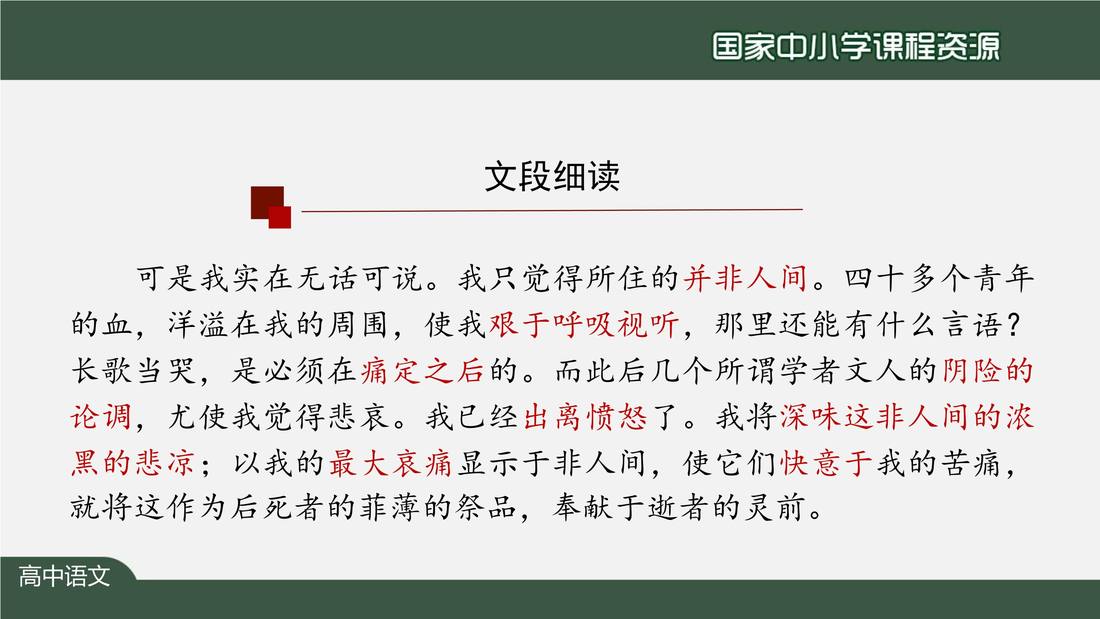 国家中小学课程资源
文段细读
可是我实在无话可说。我只觉得所住的并非人间。四十多个青年
的血，洋溢在我的周围，使我艰于呼吸视听，那里还能有什么言语？
长歌当哭，是必须在痛定之后的。而此后几个所谓学者文人的阴险的
论调，尤使我觉得悲哀。我已经出离愤怒了。我将深味这非人间的浓
黑的悲凉；以我的最大哀痛显示于非人间，使它们快意于我的苦痛，
就将这作为后死者的菲薄的祭品，奉献于逝者的灵前。
高中语文